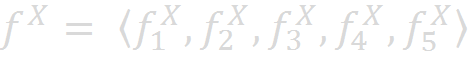 f^X = ⟨f_1^X, f_2^X, f_3^X, f_4^X, f_5^X⟩